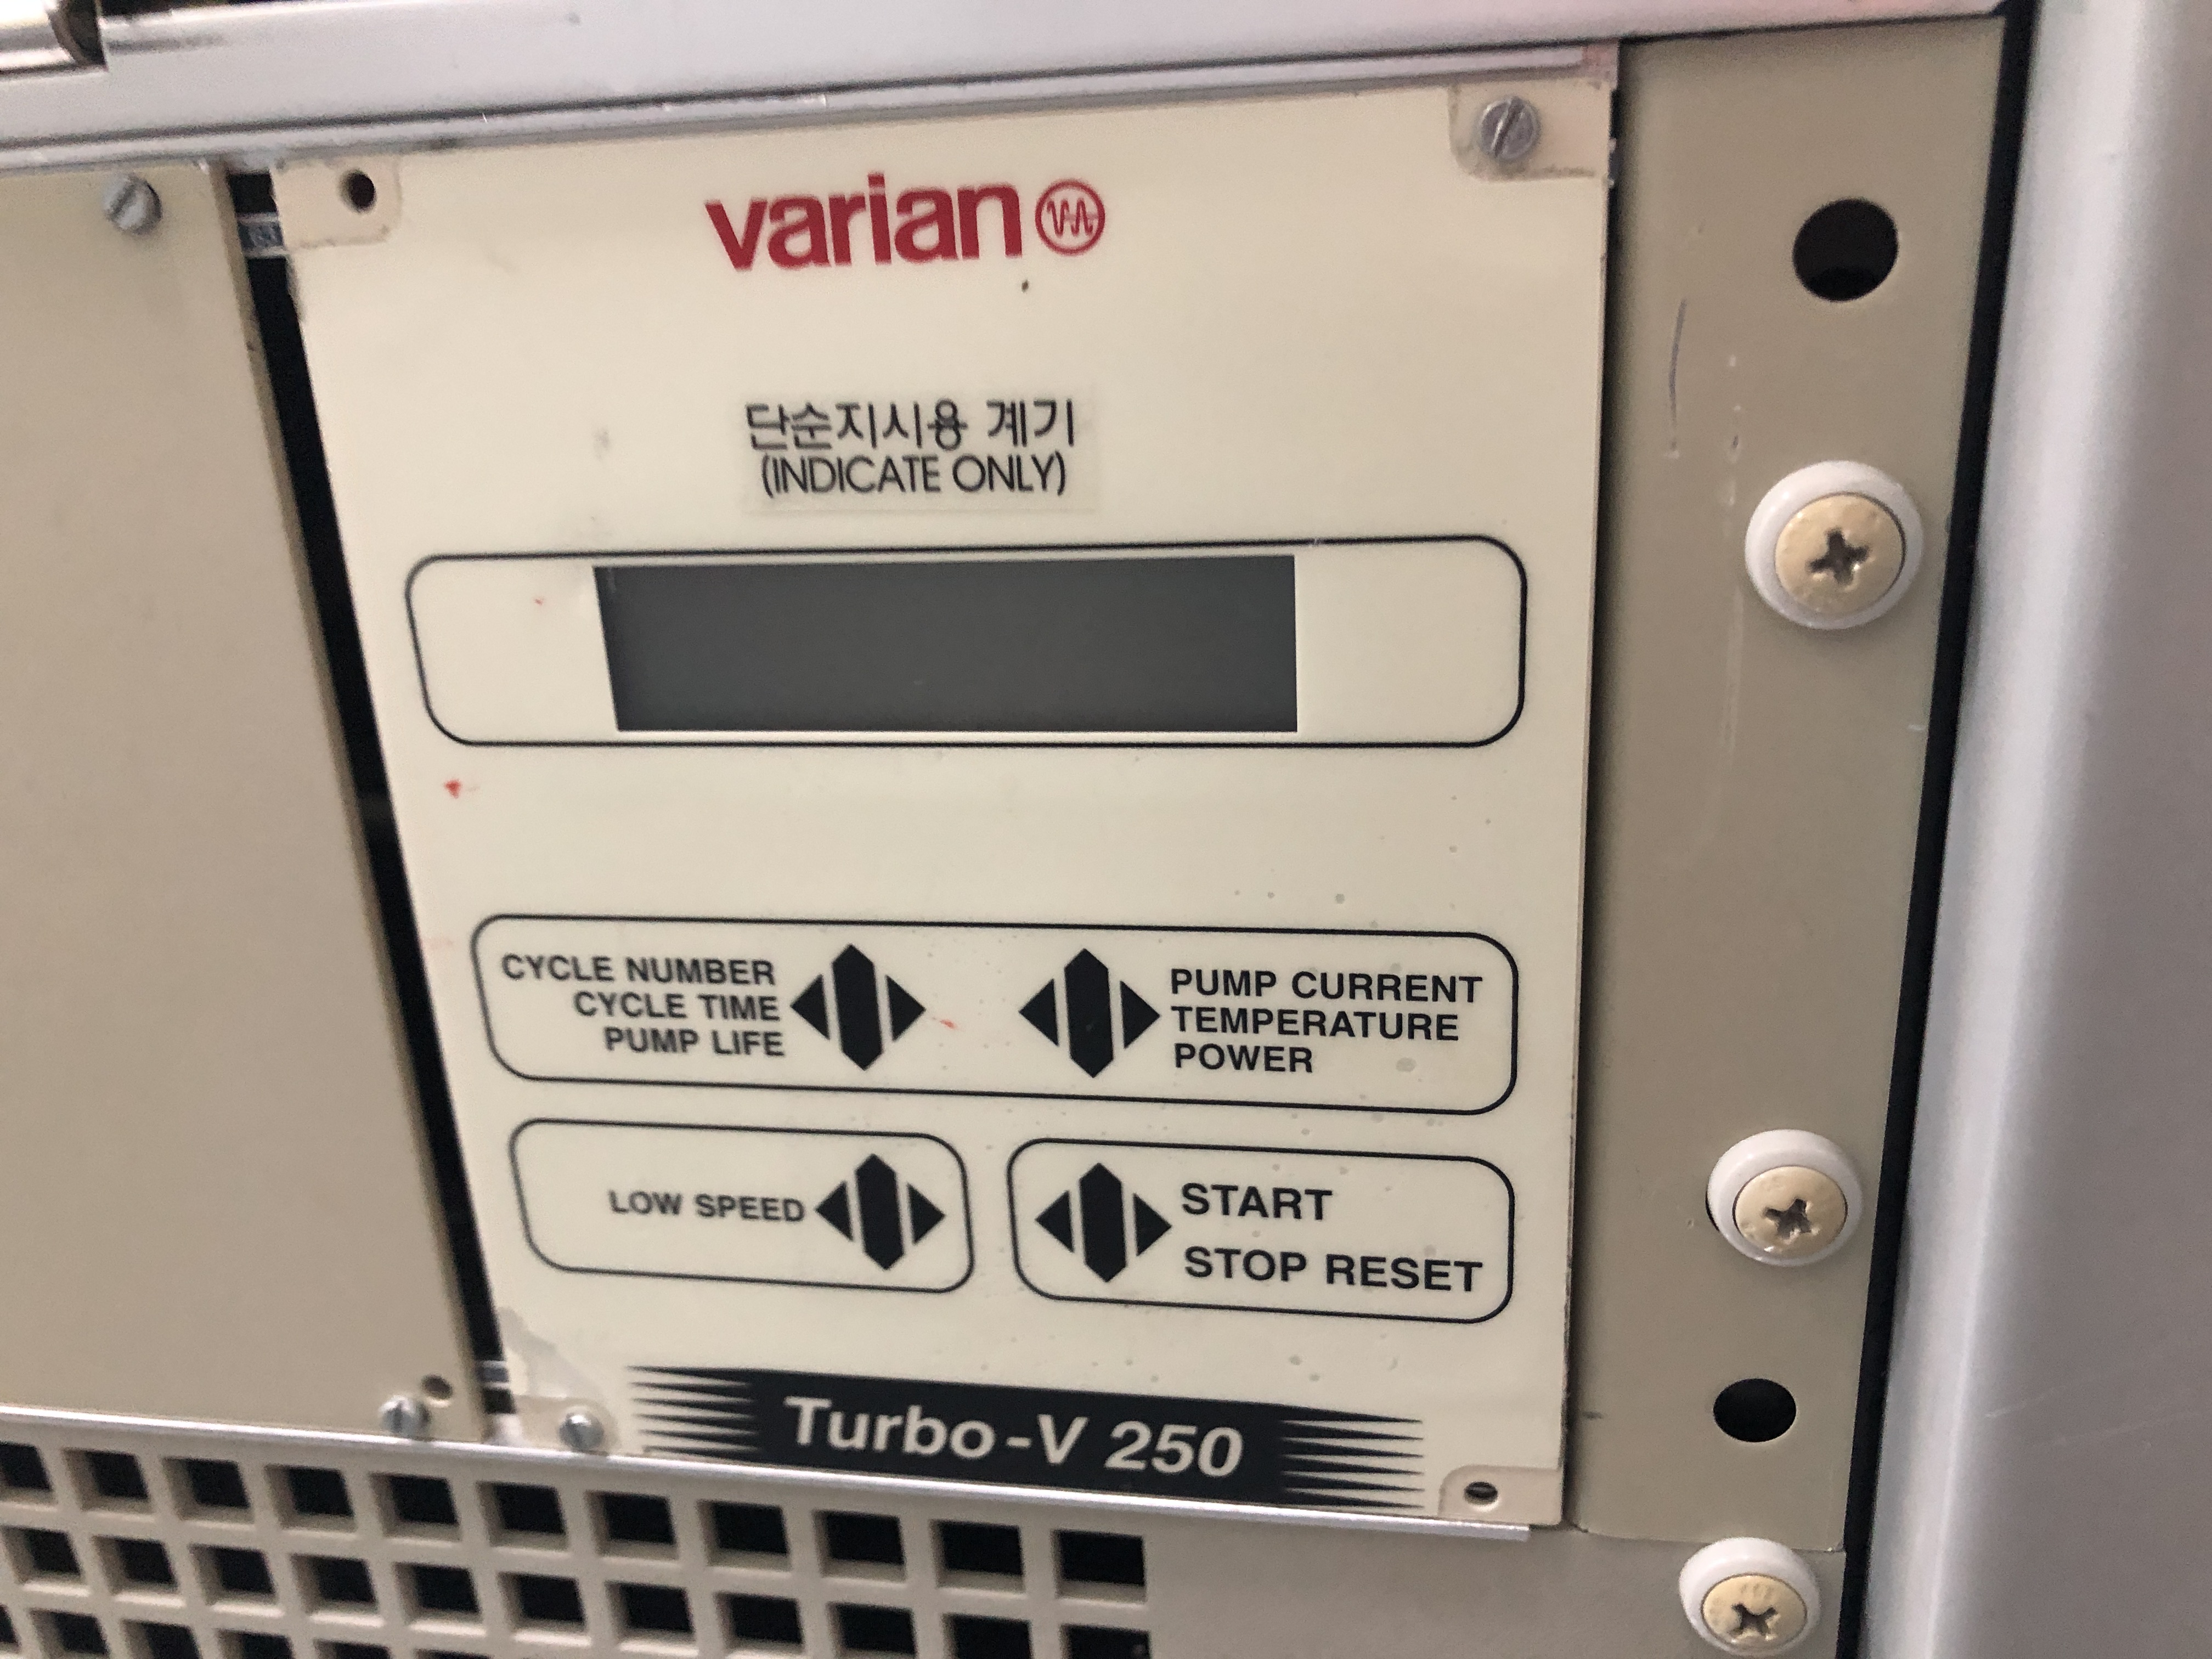 varian
단순지시용 계기
(INDICATE ONLY)
CYCLE NUMBER
CYCLE TIME
PUMP LIFE
PUMP CURRENT
TEMPERATURE
POWER
LOW SPEED
START
STOP RESET
Turbo-V 250